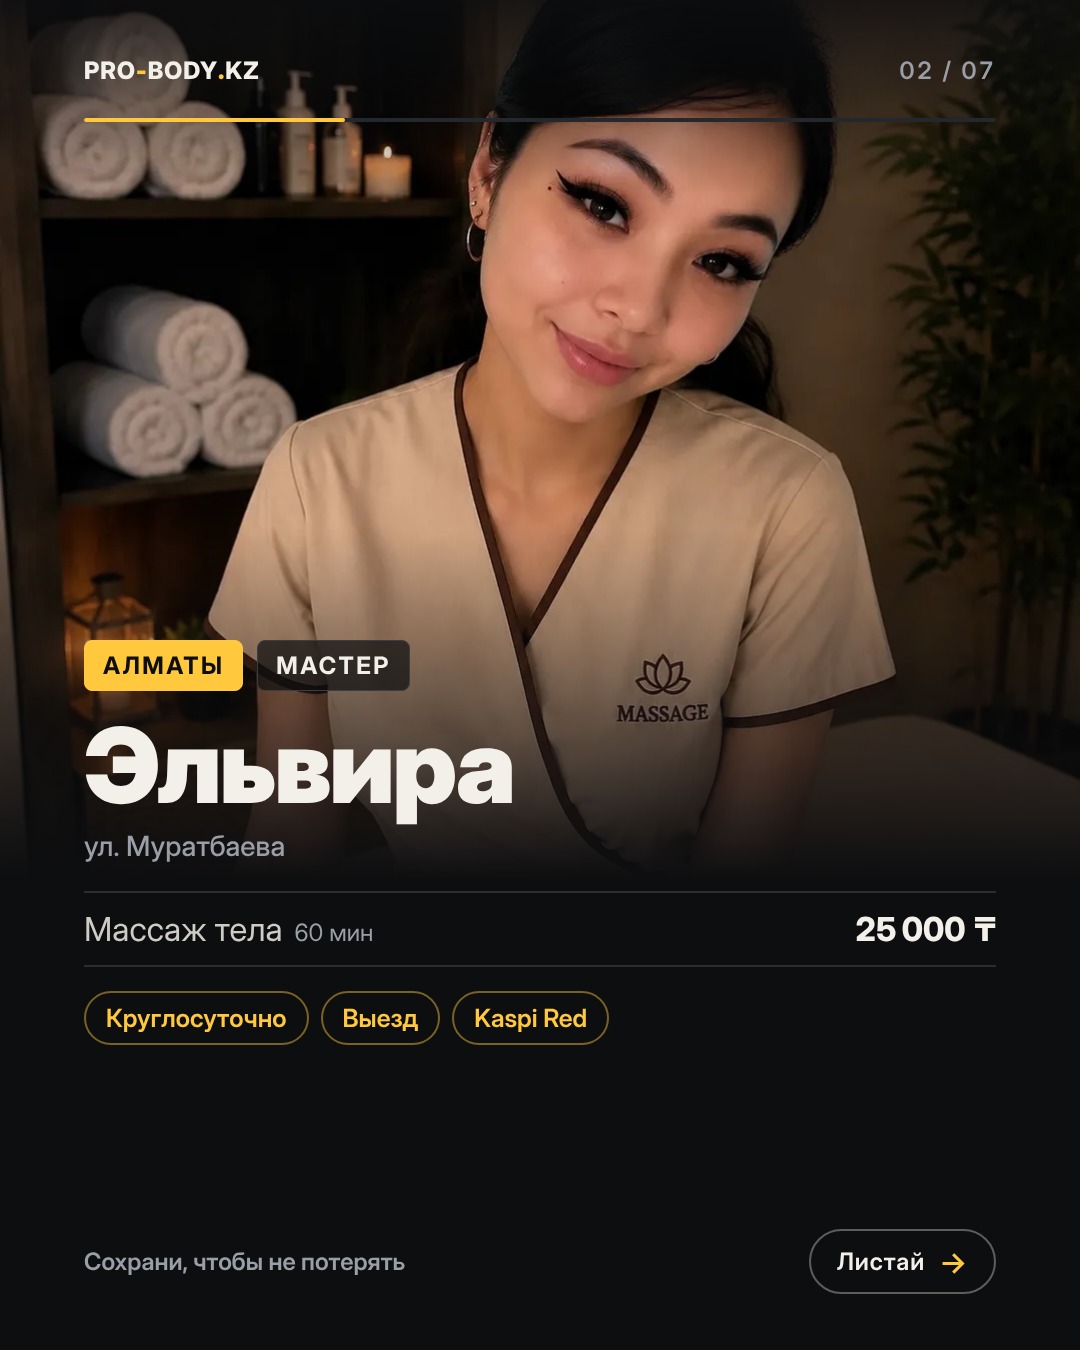 PRO-BODY.KZ
02 / 07
MASSAGE
АЛМАТЫ
МАСТЕР
Эльвира
ул. Муратбаева
Массаж тела 60 мин
25 000 ₸
Круглосуточно
Выезд
Kaspi Red
Сохрани, чтобы не потерять
Листай →